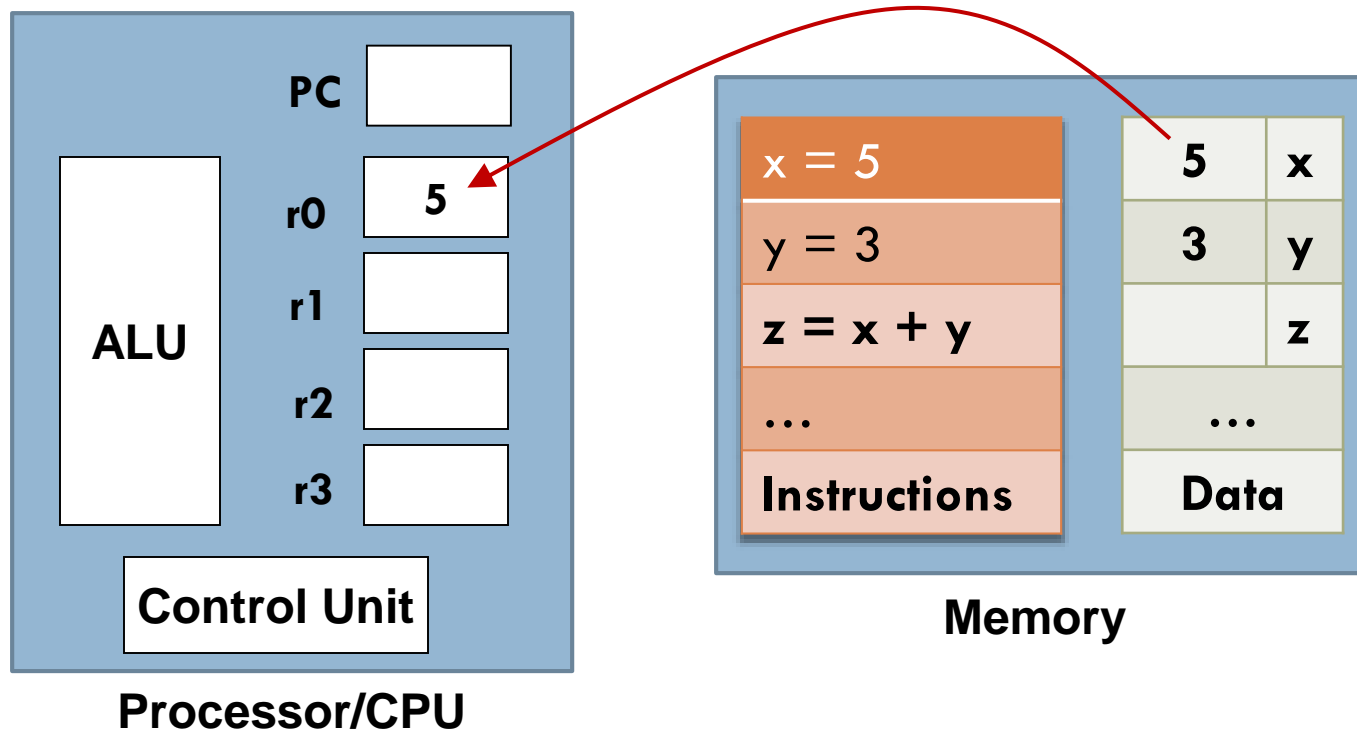 PC
r0 5
r1
r2
r3
ALU
Control Unit
Processor/CPU
x = 5
y = 3
z = x + y
...
Instructions
5 x
3 y
z
...
Data
Memory